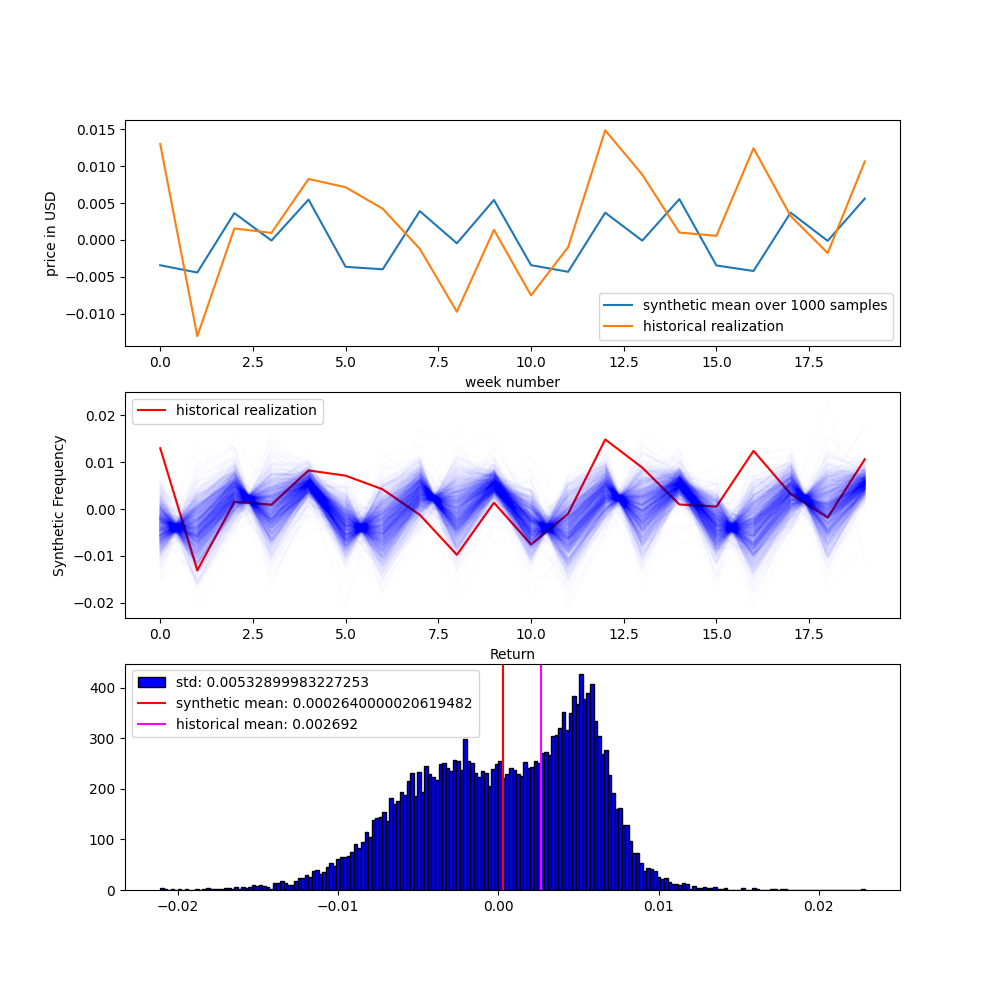 0.015
0.010
0.005
0.000
−0.005
−0.010
price in USD
synthetic mean over 1000 samples
historical realization
0.0 2.5 5.0 7.5 10.0 12.5 15.0 17.5
week number
historical realization
0.02
0.01
0.00
−0.01
−0.02
Synthetic Frequency
0.0 2.5 5.0 7.5 10.0 12.5 15.0 17.5
Return
std: 0.00532899983227253
synthetic mean: 0.0002640000020619482
historical mean: 0.002692
400
300
200
100
0
−0.02 −0.01 0.00 0.01 0.02